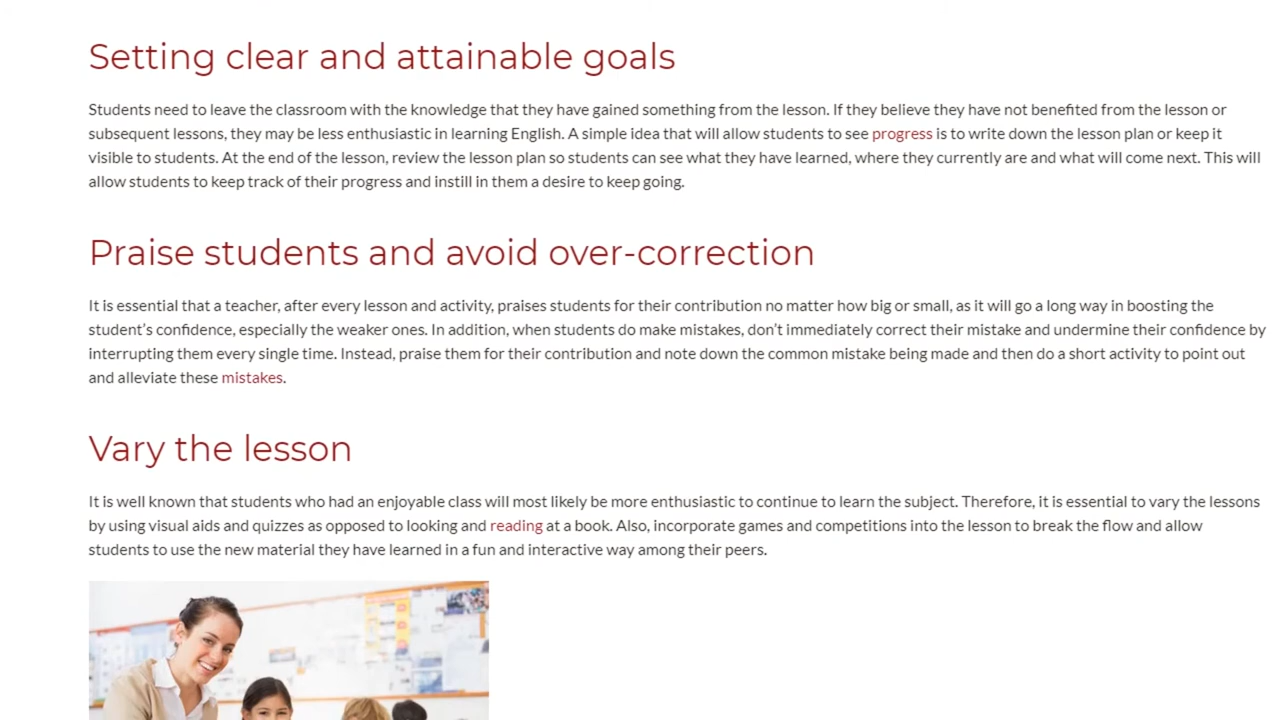 Setting clear and attainable goals
Students need to leave the classroom with the knowledge that they have gained something from the lesson. If they believe they have not benefited from the lesson or
subsequent lessons, they may be less enthusiastic in learning English. A simple idea that will allow students to see progress is to write down the lesson plan or keep it
visible to students. At the end of the lesson, review the lesson plan so students can see what they have learned, where they currently are and what will come next. This will
allow students to keep track of their progress and instill in them a desire to keep going.
Praise students and avoid over-correction
It is essential that a teacher, after every lesson and activity, praises students for their contribution no matter how big or small, as it will go a long way in boosting the
student’s confidence, especially the weaker ones. In addition, when students do make mistakes, don’t immediately correct their mistake and undermine their confidence by
interrupting them every single time. Instead, praise them for their contribution and note down the common mistake being made and then do a short activity to point out
and alleviate these mistakes.
Vary the lesson
It is well known that students who had an enjoyable class will most likely be more enthusiastic to continue to learn the subject. Therefore, it is essential to vary the lessons
by using visual aids and quizzes as opposed to looking and reading at a book. Also, incorporate games and competitions into the lesson to break the flow and allow
students to use the new material they have learned in a fun and interactive way among their peers.